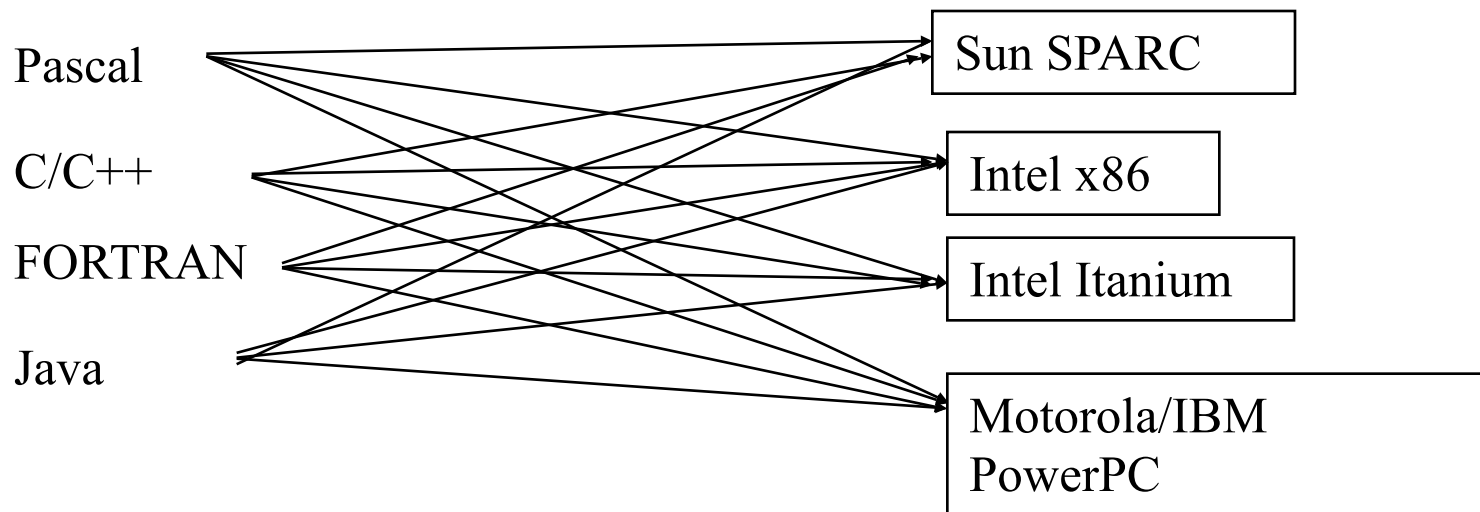 Pascal
C/C++
FORTRAN
Java
Sun SPARC
Intel x86
Intel Itanium
Motorola/IBM
PowerPC